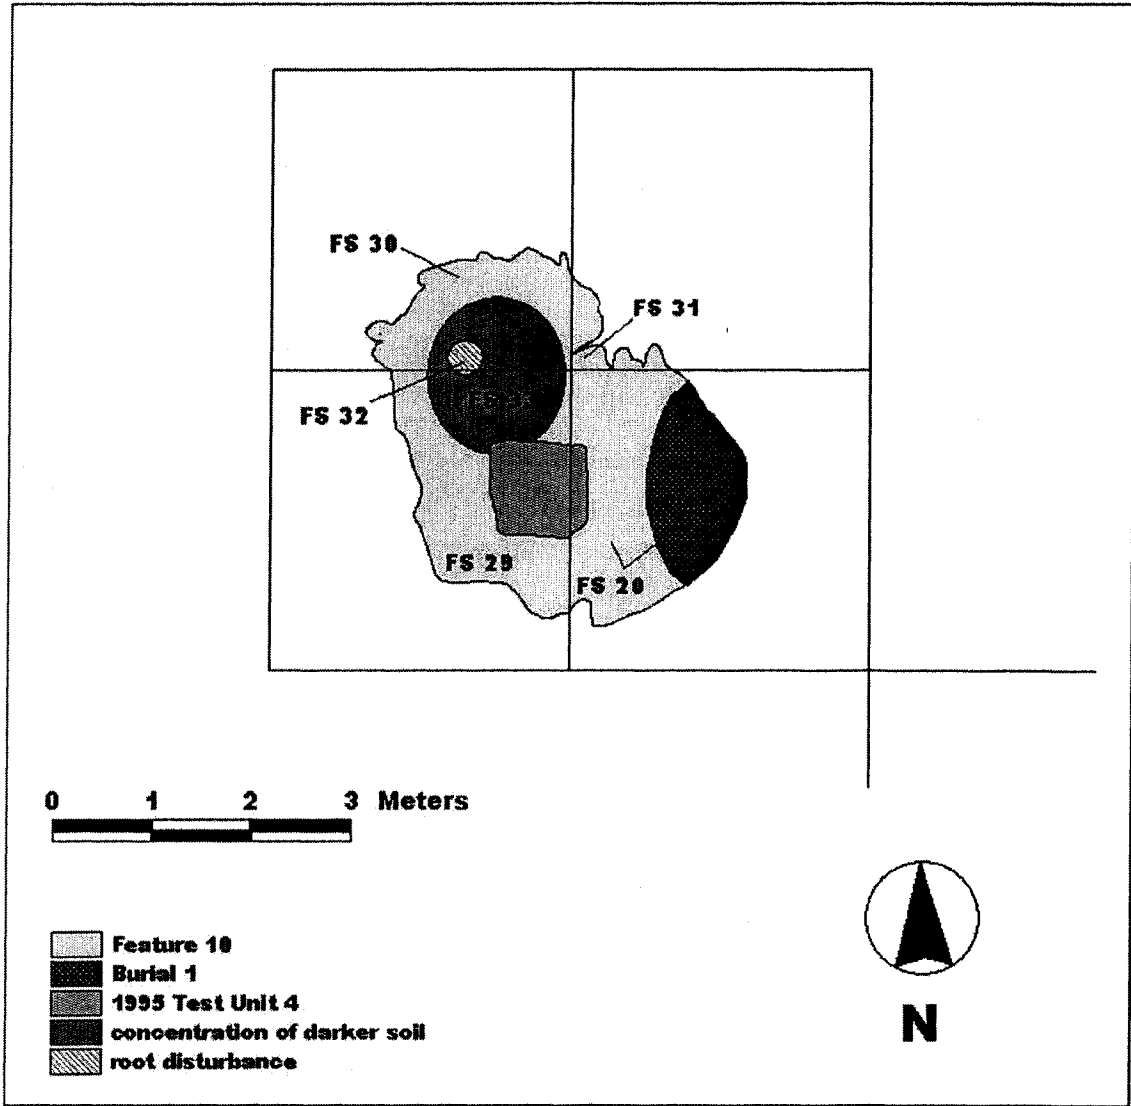 FS 30
FS 31
FS 32
FS 29
FS 20
0 1 2 3 Meters
Feature 10
Burial 1
1995 Test Unit 4
concentration of darker soil
root disturbance
N